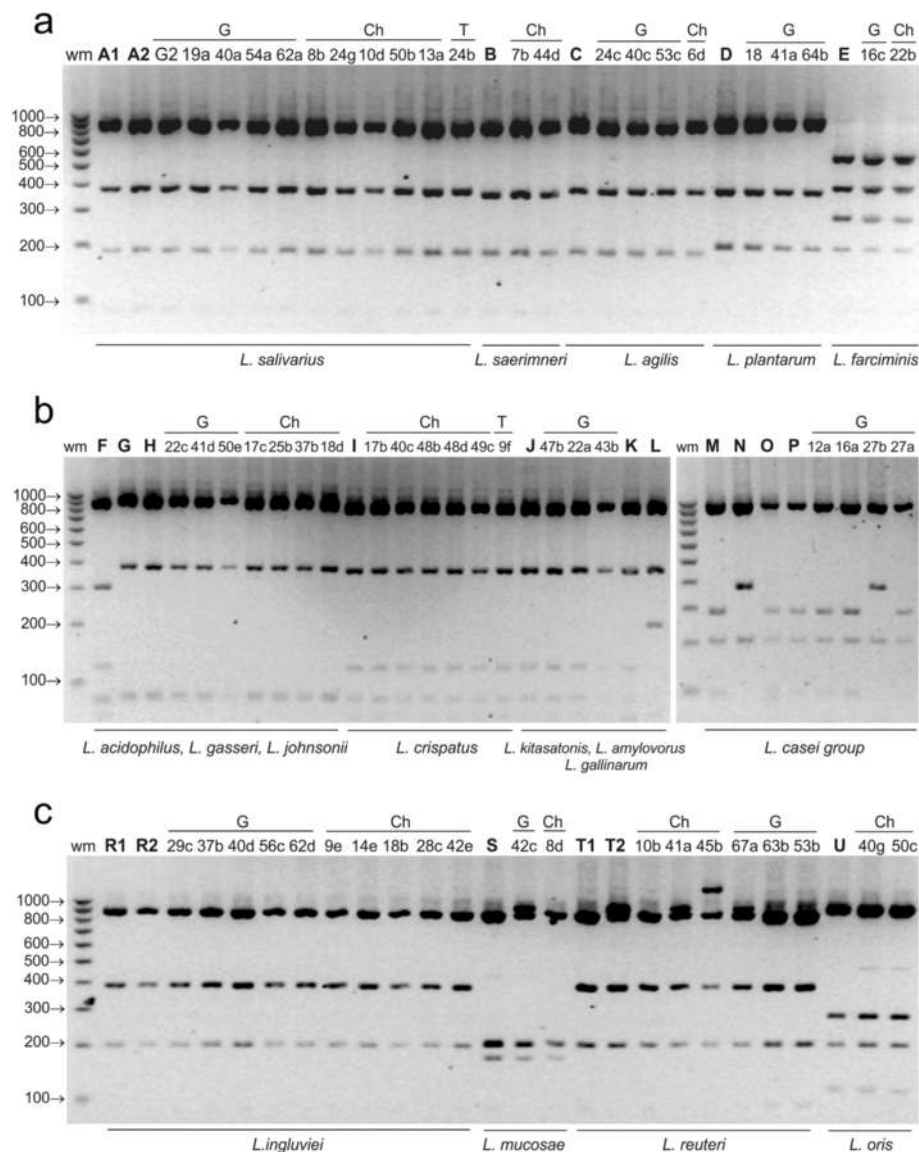 a
G Ch T Ch G Ch G G Ch
wm A1 A2 G2 19a 40a 54a 62a 8b 24g 10d 50b 13a 24b B 7b 44d C 24c 40c 53c 6d D 18 41a 64b E 16c 22b
1000→
800→
600→
500→
400→
300→
200→
100→
L. salivarius L. saerimneri L. agilis L. plantarum L. farciminis
b
G Ch Ch T G G
wm F G H 22c 41d 50e 17c 25b 37b 18d I 17b 40c 48b 48d 49c 9f J 47b 22a 43b K L wm M N O P 12a 16a 27b 27a
1000→
800→
600→
500→
400→
300→
200→
100→
L. acidophilus, L. gasseri, L. johnsonii L. crispatus L. kitasatonis, L. amylovorus L. casei group
L. gallinarum
c
G Ch G Ch Ch G Ch
wm R1 R2 29c 37b 40d 56c 62d 9e 14e 18b 28c 42e S 42c 8d T1 T2 10b 41a 45b 67a 63b 53b U 40g 50c
1000→
800→
600→
500→
400→
300→
200→
100→
L.ingluviei L. mucosae L. reuteri L. oris